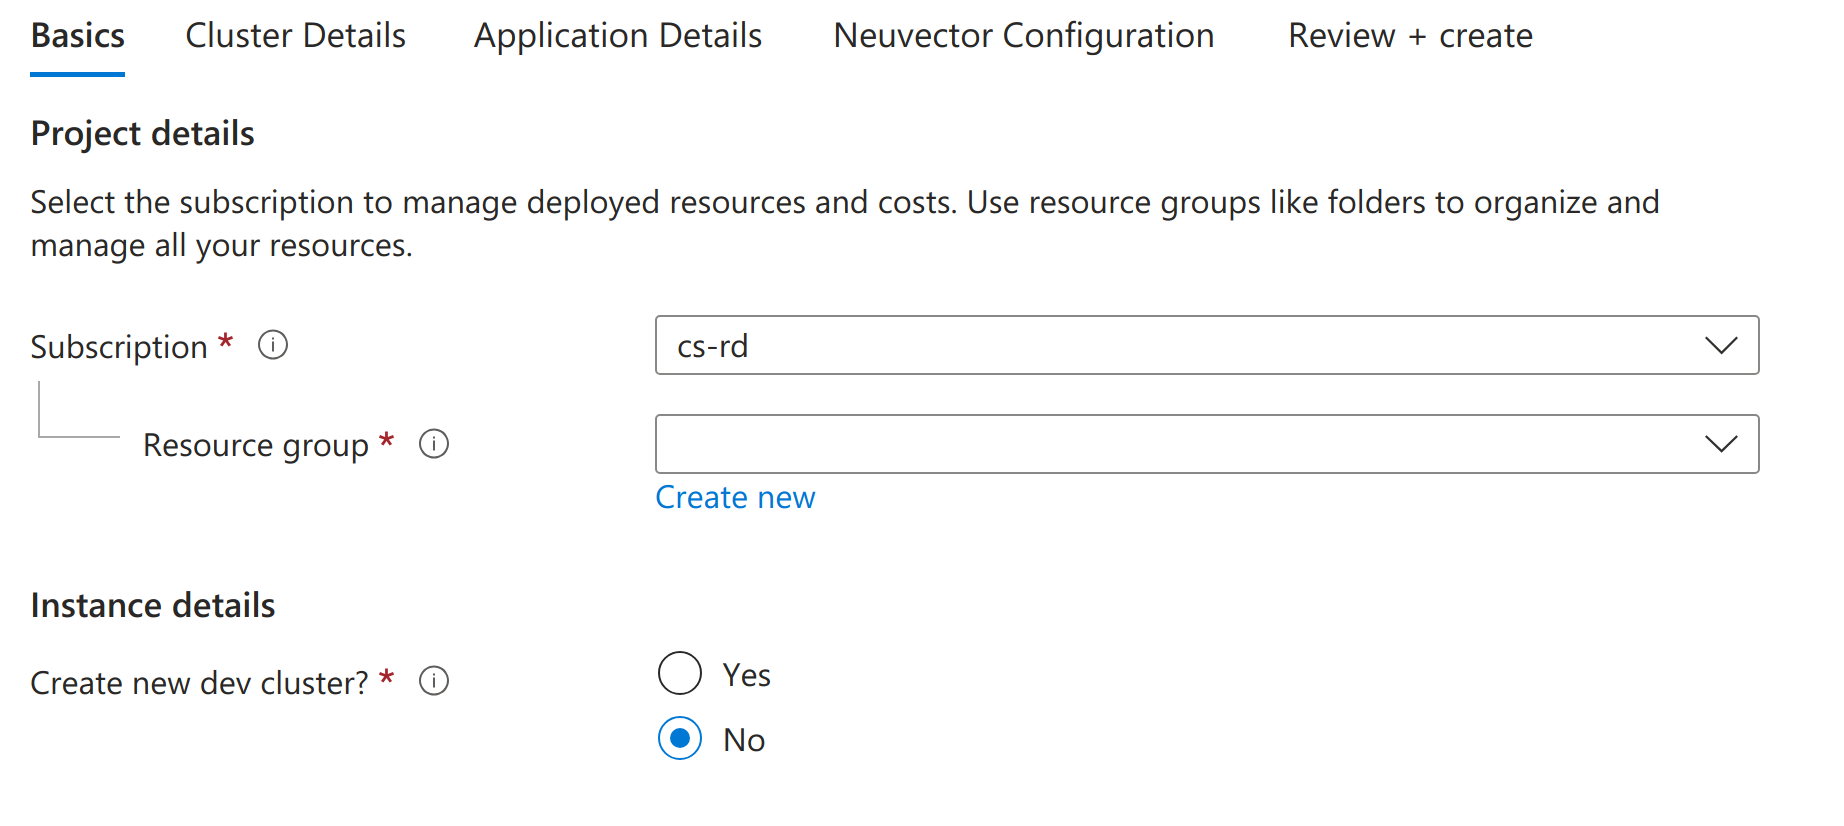 Basics Cluster Details Application Details Neuvector Configuration Review + create
Project details
Select the subscription to manage deployed resources and costs. Use resource groups like folders to organize and
manage all your resources.
Subscription * cs-rd
Resource group *
Create new
Instance details
Create new dev cluster? * Yes
No